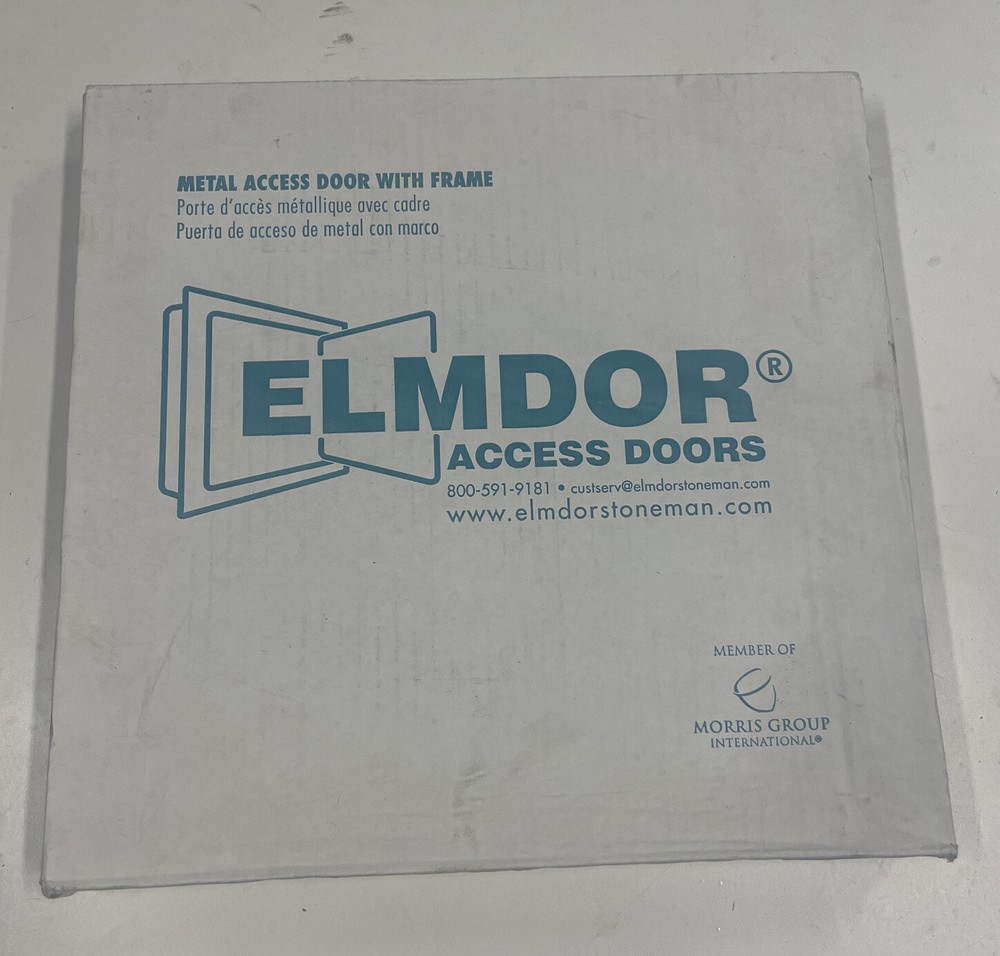 METAL ACCESS DOOR WITH FRAME
Porte d'accès métallique avec cadre
Puerta de acceso de metal con marco
ELMDOR®
ACCESS DOORS
800-591-9181 • custserv@elmdorstoneman.com
www.elmdorstoneman.com
MEMBER OF
MORRIS GROUP
INTERNATIONAL®